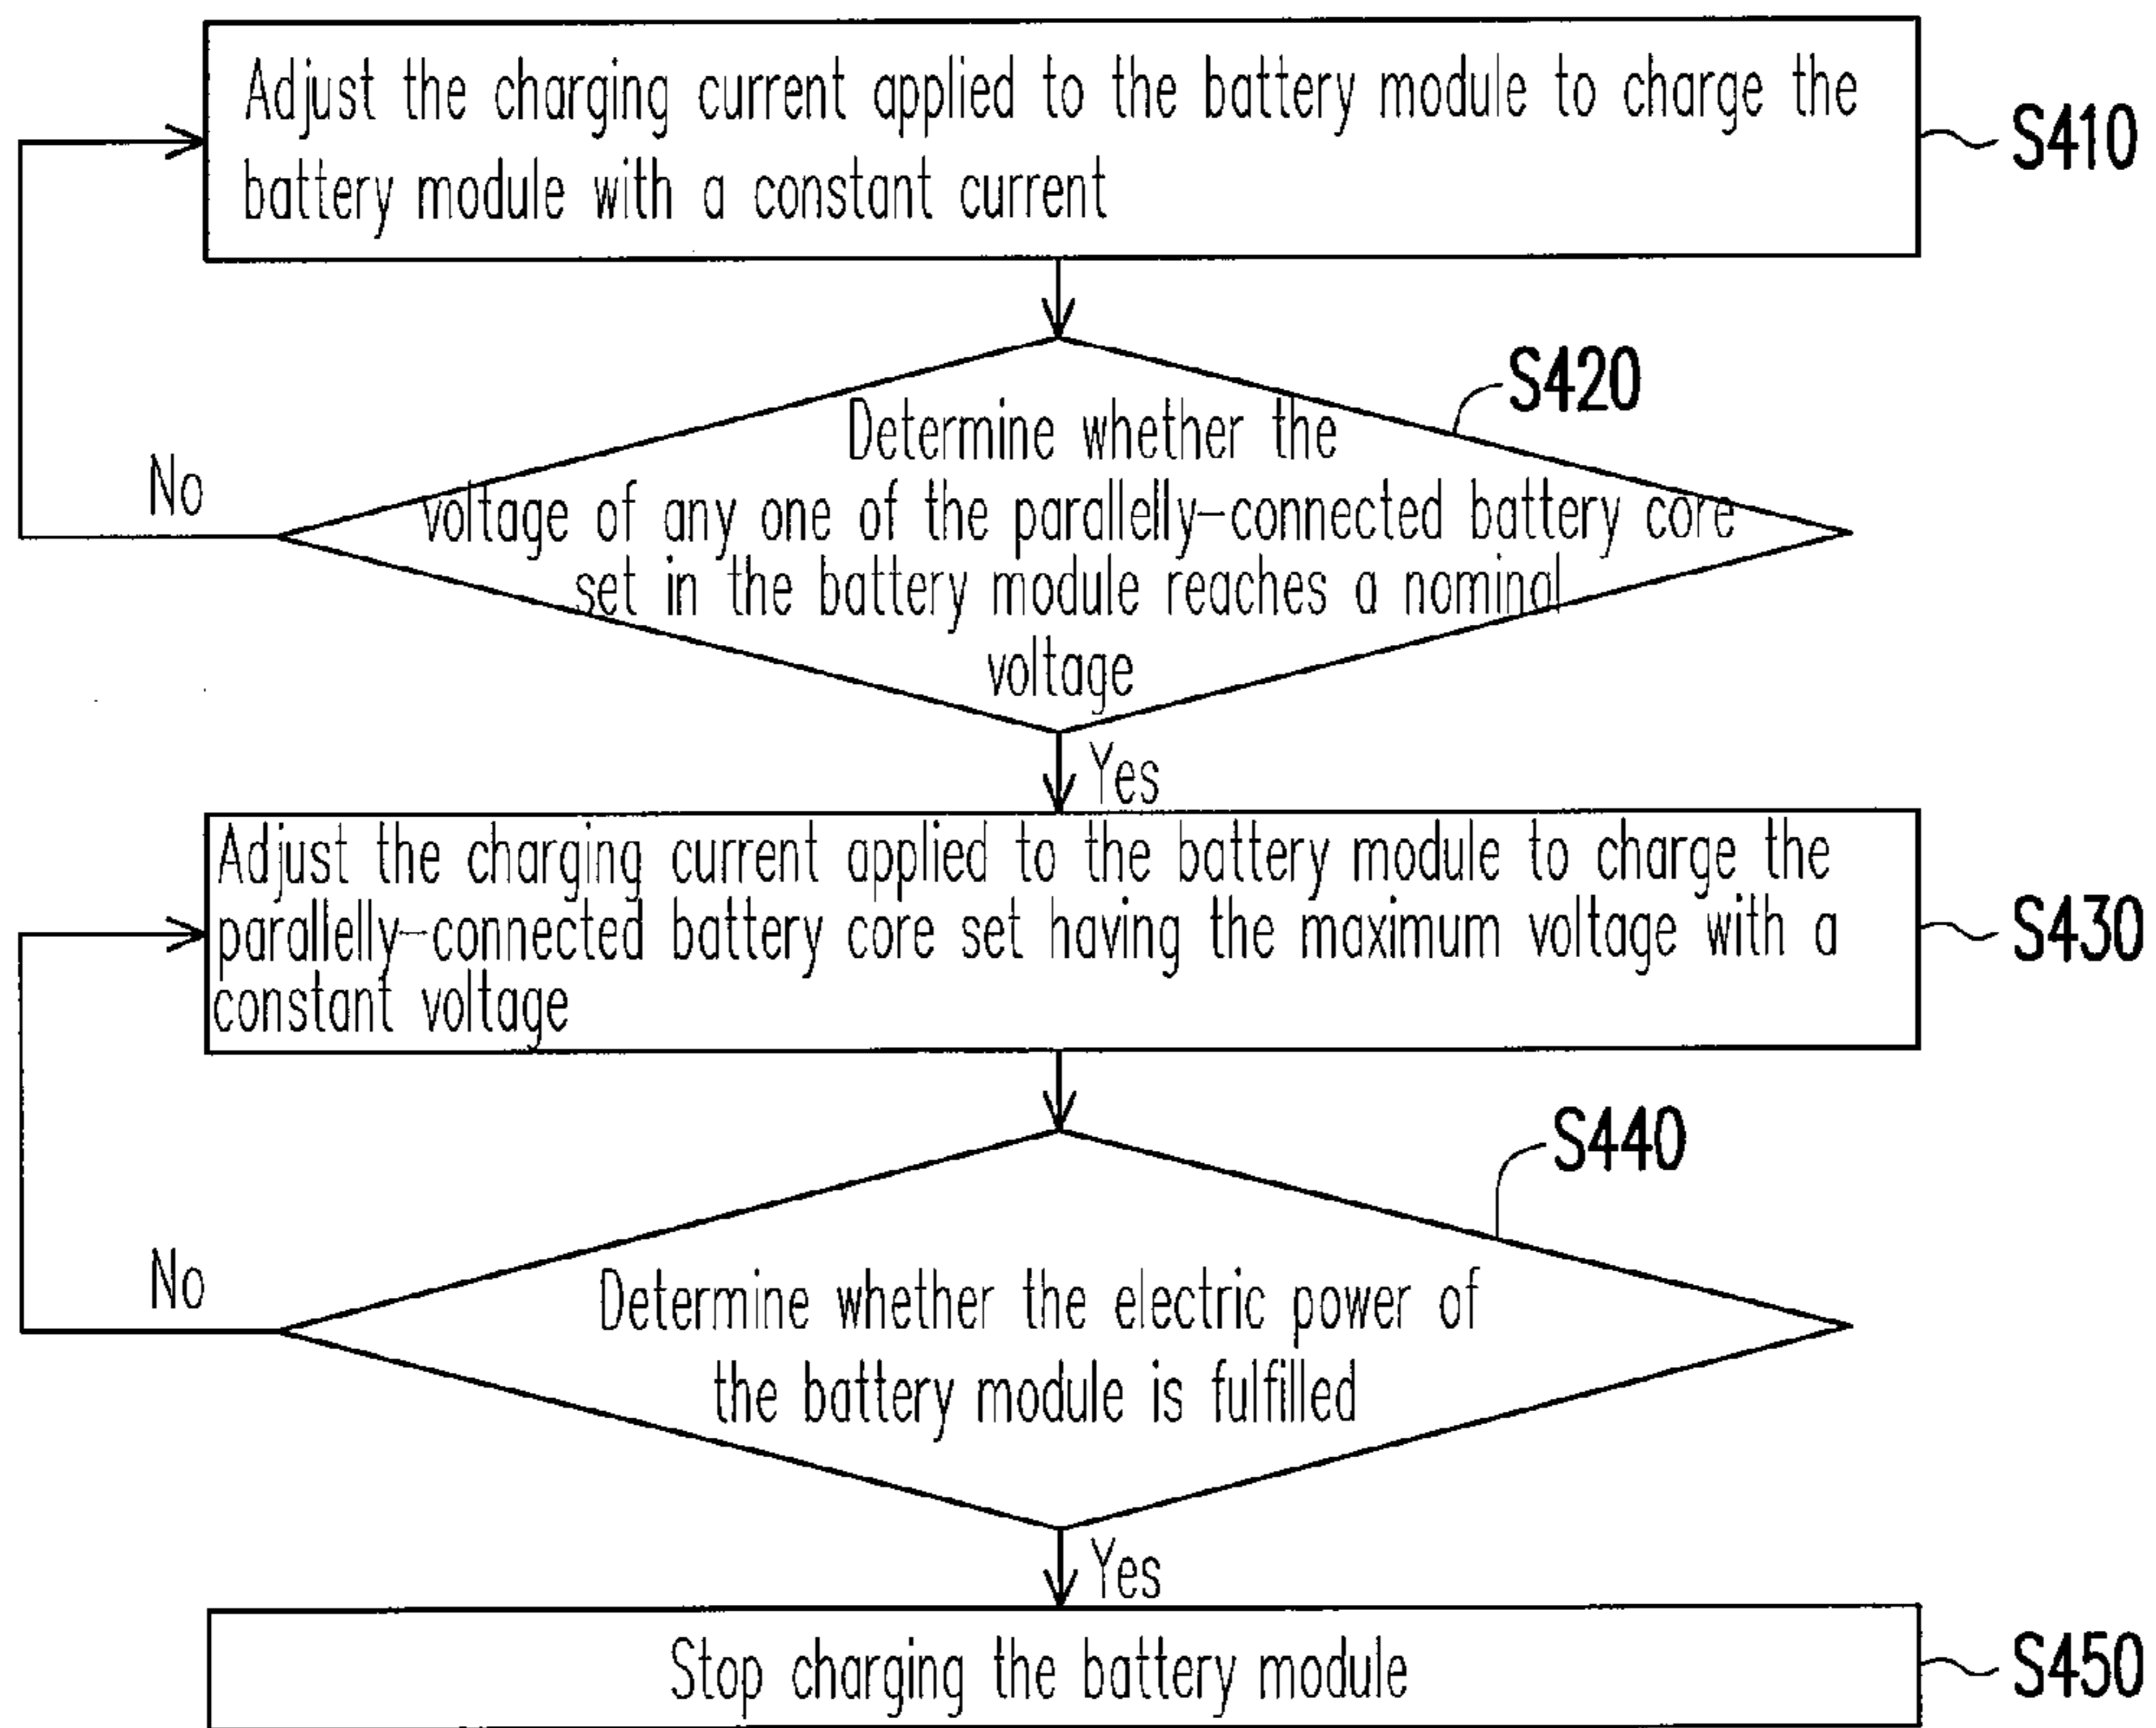 Adjust the charging current applied to the battery module to charge the
battery module with a constant current
S410
S420
Determine whether the
voltage of any one of the parallelly-connected battery core
set in the battery module reaches a nominal
voltage
No
Yes
Adjust the charging current applied to the battery module to charge the
parallelly-connected battery core set having the maximum voltage with a
constant voltage
S430
S440
Determine whether the electric power of
the battery module is fulfilled
No
Yes
Stop charging the battery module
S450